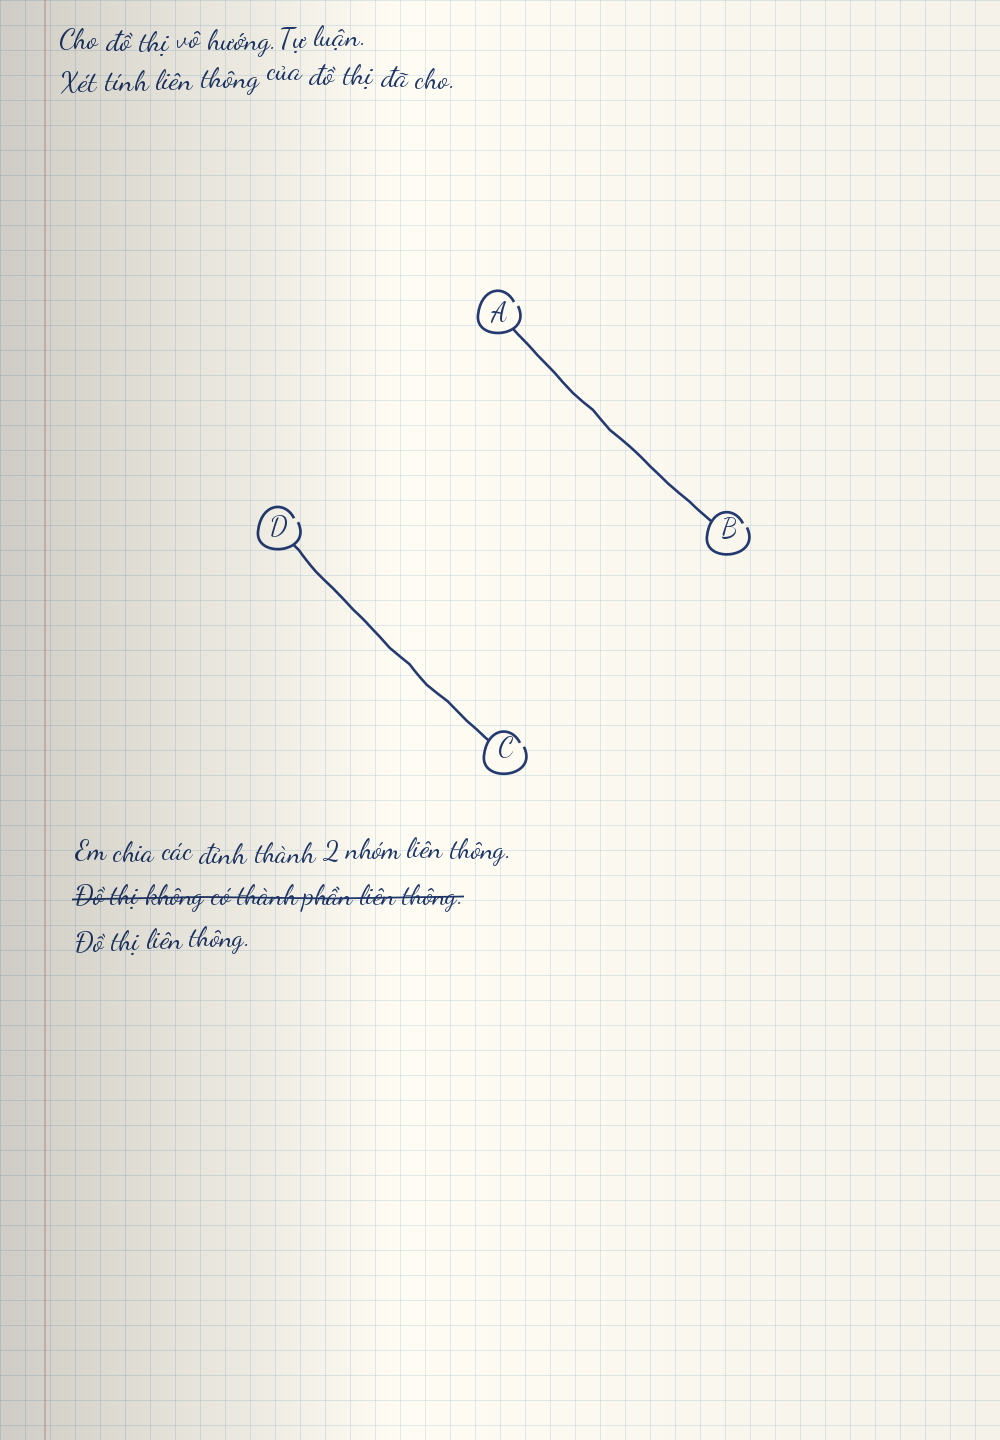 Cho đồ thị vô hướng. Tự luận.
Xét tính liên thông của đồ thị đã cho.
A
D
B
C
Em chia các đỉnh thành 2 nhóm liên thông.
Đồ thị không có thành phần liên thông.
Đồ thị liên thông.